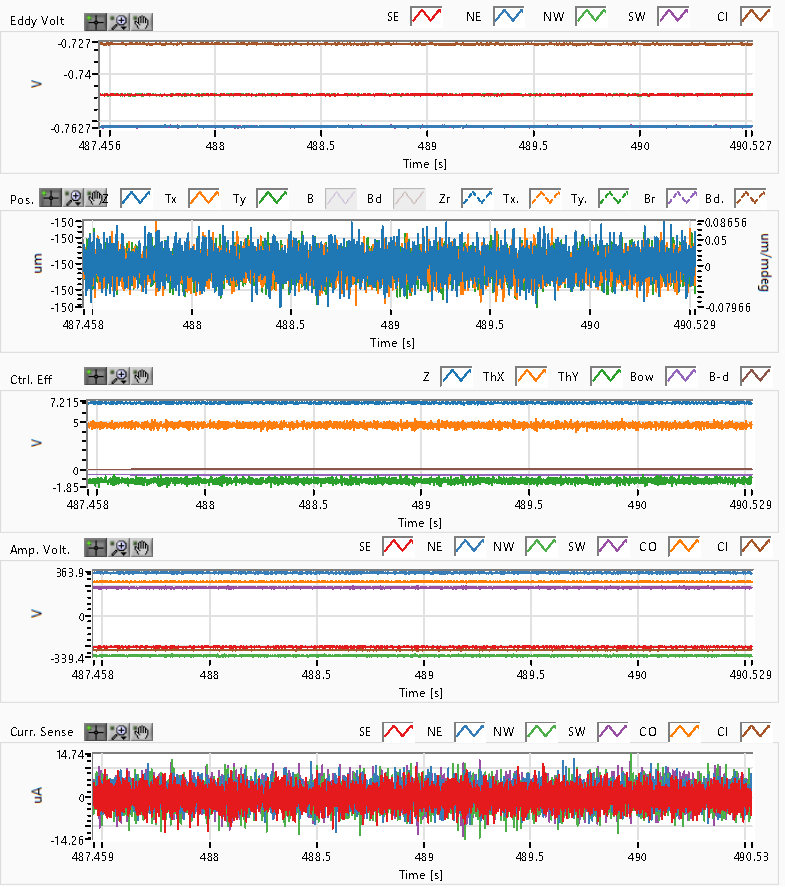 Eddy Volt SE NE NW SW CI
-0.727
-0.74
-0.7627
V
487.456 488 488.5 489 489.5 490 490.527
Time [s]
Pos. Z Tx Ty B Bd Zr Tx. Ty. Br Bd.
-150 0.08656
-150 0.05
-150 0
-150
-150 -0.07966
um um/mdeg
487.458 488 488.5 489 489.5 490 490.529
Time [s]
Ctrl. Eff Z ThX ThY Bow B-d
7.215
5
0
-1.85
V
487.458 488 488.5 489 489.5 490 490.529
Time [s]
Amp. Volt. SE NE NW SW CO CI
363.9
0
-339.4
V
487.458 488 488.5 489 489.5 490 490.529
Time [s]
Curr. Sense SE NE NW SW CO CI
14.74
0
-14.26
uA
487.459 488 488.5 489 489.5 490 490.53
Time [s]